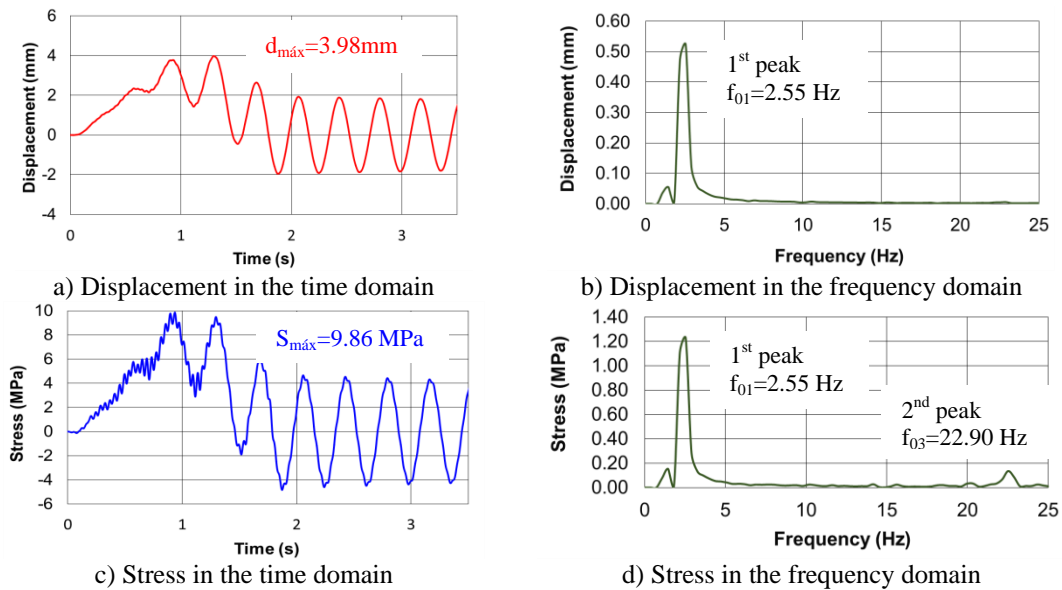 6
4
2
0
-2
-4
Displacement (mm)
d_máx=3.98mm
0 1 2 3
Time (s)
a) Displacement in the time domain
0.60
0.50
0.40
0.30
0.20
0.10
0.00
Displacement (mm)
1st peak
f01=2.55 Hz
0 5 10 15 20 25
Frequency (Hz)
b) Displacement in the frequency domain
10
8
6
4
2
0
-2
-4
-6
Stress (MPa)
S_máx=9.86 MPa
0 1 2 3
Time (s)
c) Stress in the time domain
1.40
1.20
1.00
0.80
0.60
0.40
0.20
0.00
Stress (MPa)
1st peak
f01=2.55 Hz
2nd peak
f03=22.90 Hz
0 5 10 15 20 25
Frequency (Hz)
d) Stress in the frequency domain